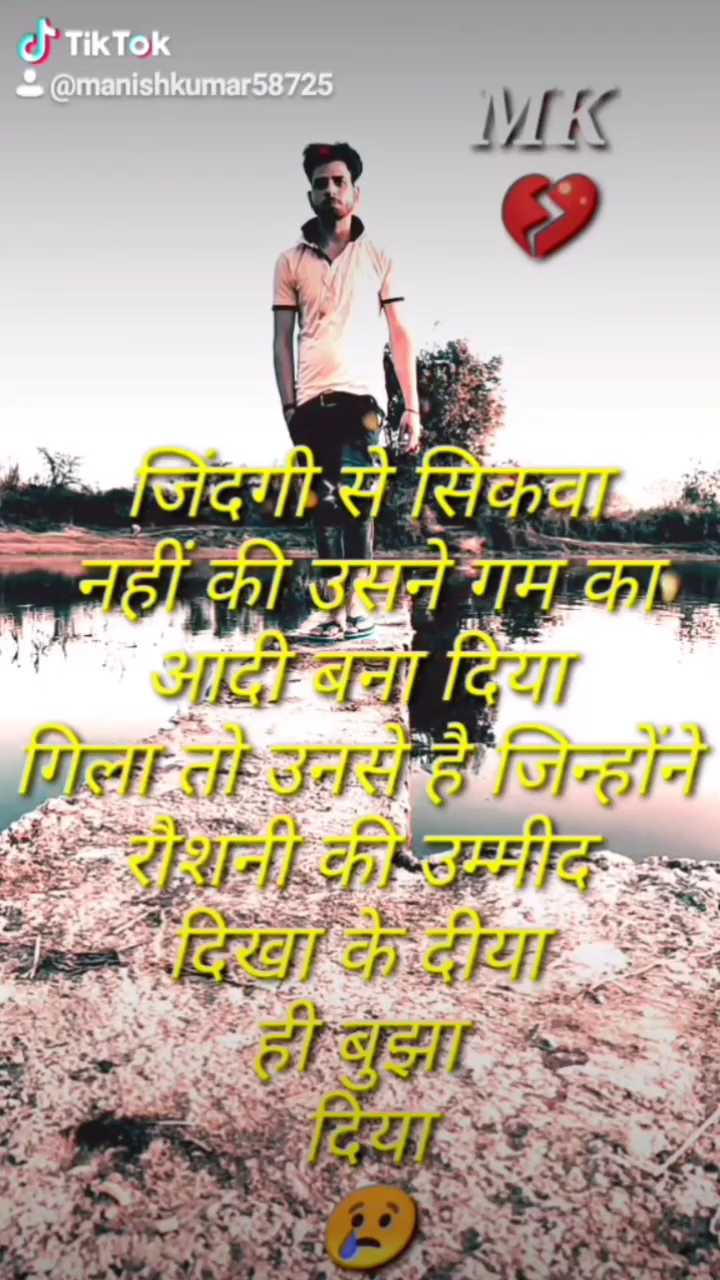 TikTok
@manishkumar58725
MK
जिंदगी से सिकवा
नहीं की उसने गम का
आदी बना दिया
गिला तो उनसे है जिन्होंने
रौशनी की उम्मीद
दिखा के दीया
ही बुझा
दिया